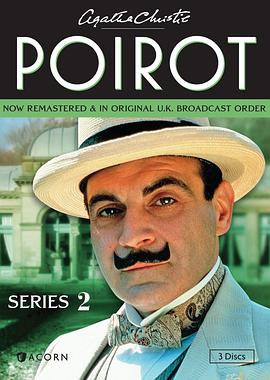 Agatha Christie
POIROT
NOW REMASTERED & IN ORIGINAL U.K. BROADCAST ORDER
SERIES 2
ACORN
3 Discs